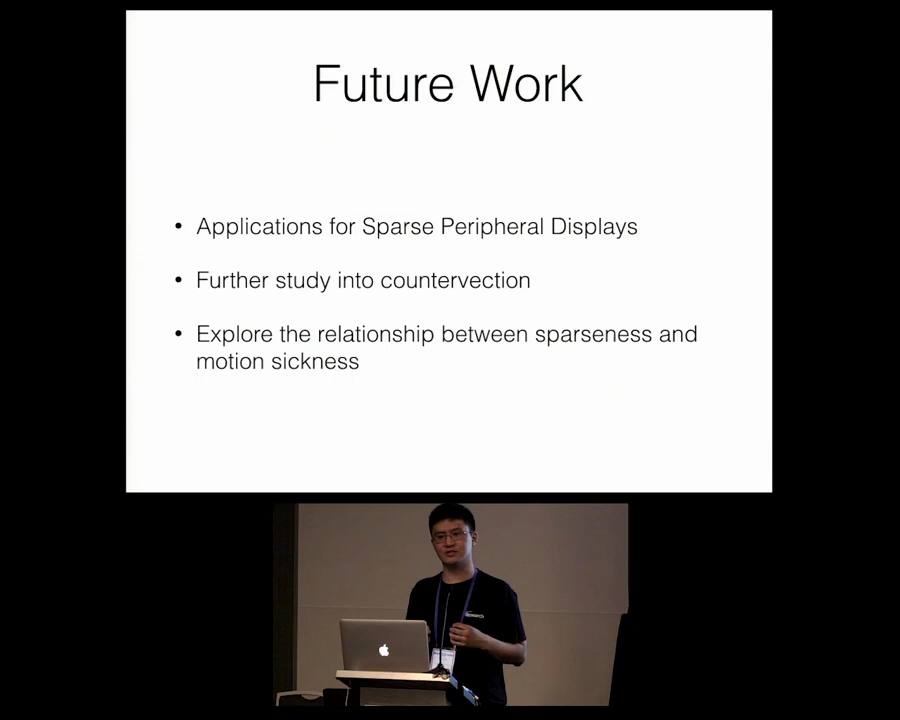 Future Work
• Applications for Sparse Peripheral Displays
• Further study into countervection
• Explore the relationship between sparseness and
motion sickness